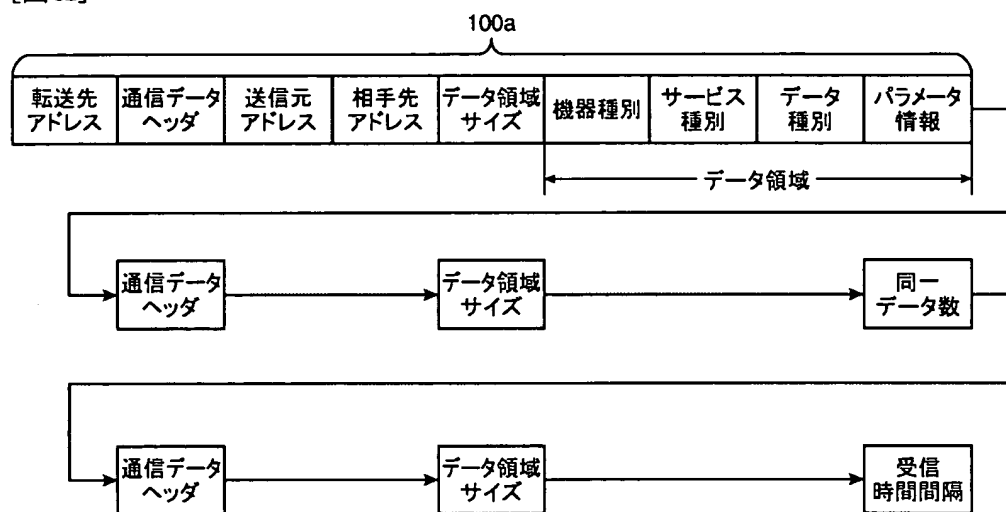 100a
転送先
アドレス
通信データ
ヘッダ
送信元
アドレス
相手先
アドレス
データ領域
サイズ
機器種別
サービス
種別
データ
種別
パラメータ
情報
データ領域
通信データ
ヘッダ
データ領域
サイズ
同一
データ数
通信データ
ヘッダ
データ領域
サイズ
受信
時間間隔